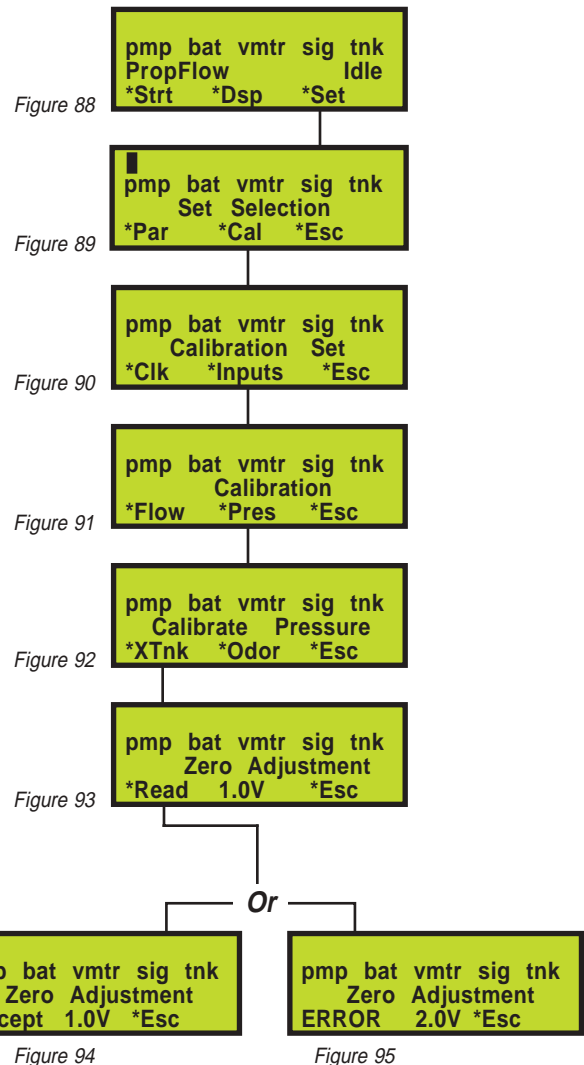 pmp bat vmtr sig tnk
PropFlow Idle
*Strt *Dsp *Set
Figure 88
pmp bat vmtr sig tnk
Set Selection
*Par *Cal *Esc
Figure 89
pmp bat vmtr sig tnk
Calibration Set
*Clk *Inputs *Esc
Figure 90
pmp bat vmtr sig tnk
Calibration
*Flow *Pres *Esc
Figure 91
pmp bat vmtr sig tnk
Calibrate Pressure
*XTnk *Odor *Esc
Figure 92
pmp bat vmtr sig tnk
Zero Adjustment
*Read 1.0V *Esc
Figure 93
Or
p bat vmtr sig tnk
Zero Adjustment
cept 1.0V *Esc
Figure 94
pmp bat vmtr sig tnk
Zero Adjustment
ERROR 2.0V *Esc
Figure 95